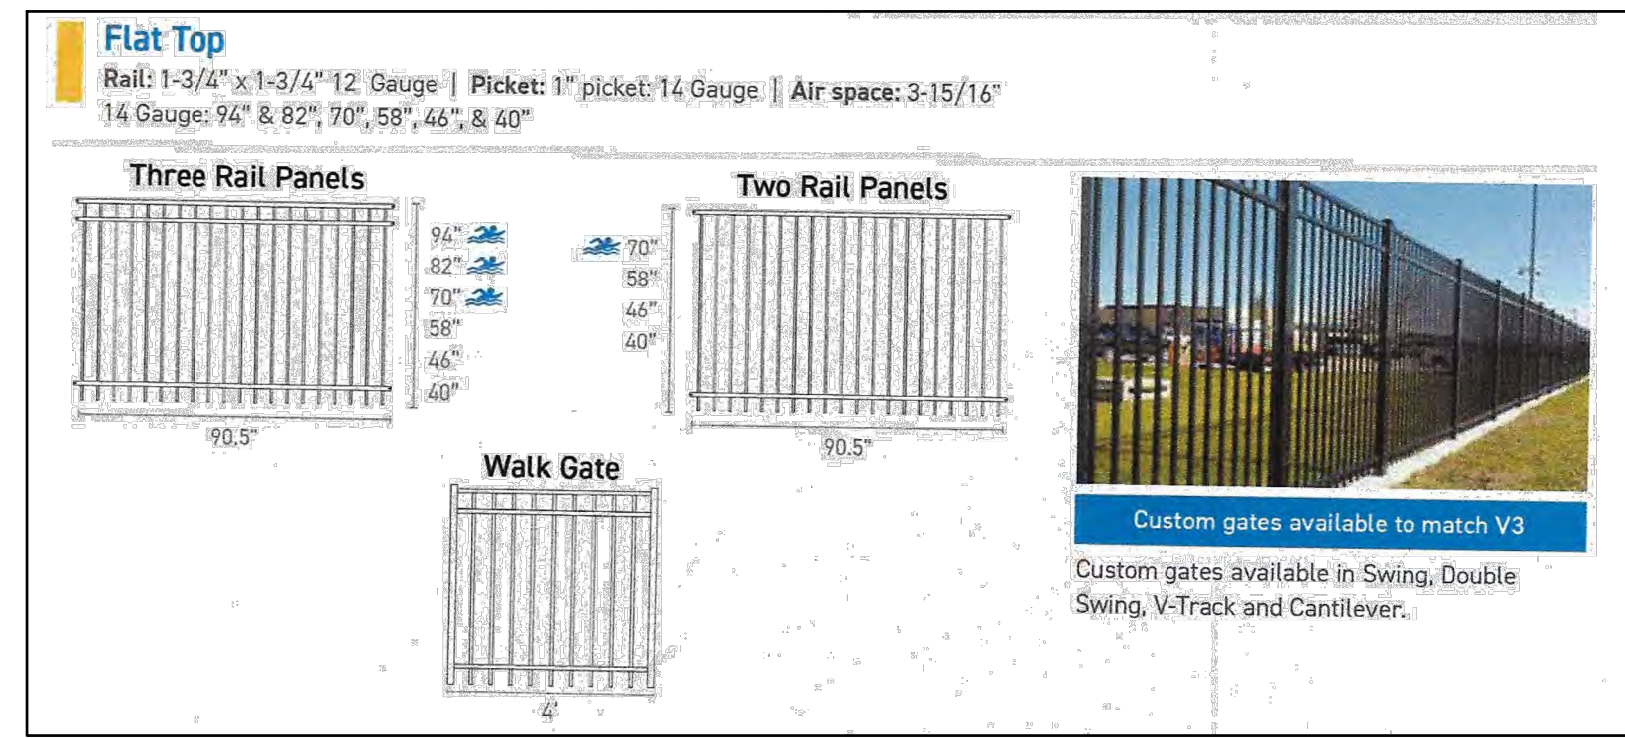 Flat Top
Rail: 1-3/4" x 1-3/4" 12 Gauge | Picket: 1" picket: 14 Gauge | Air space: 3-15/16"
14 Gauge: 94" & 82", 70", 58", 46", & 40"
Three Rail Panels
94"
82"
70"
58"
46"
40"
90.5"
Two Rail Panels
70"
58"
46"
40"
90.5"
Walk Gate
4'
Custom gates available to match V3
Custom gates available in Swing, Double
Swing, V-Track and Cantilever.